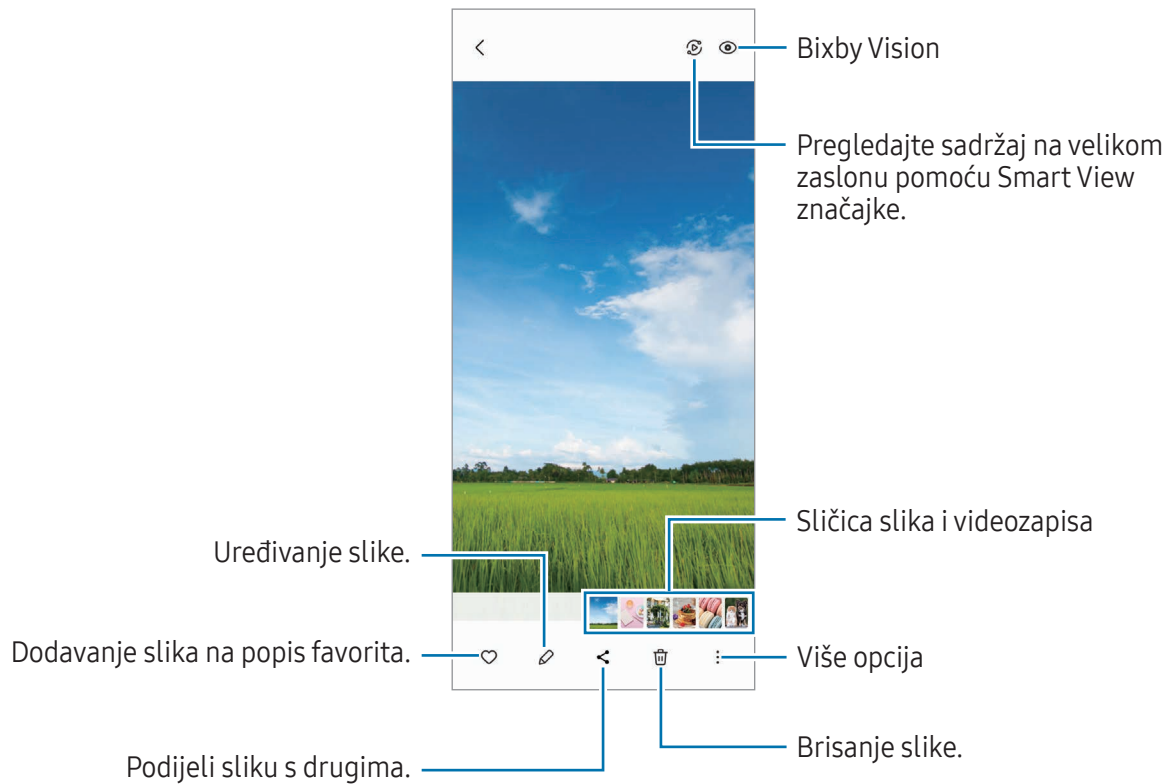 Bixby Vision
Pregledajte sadržaj na velikom
zaslonu pomoću Smart View
značajke.
Sličica slika i videozapisa
Uređivanje slike.
Dodavanje slika na popis favorita.
Više opcija
Brisanje slike.
Podijeli sliku s drugima.